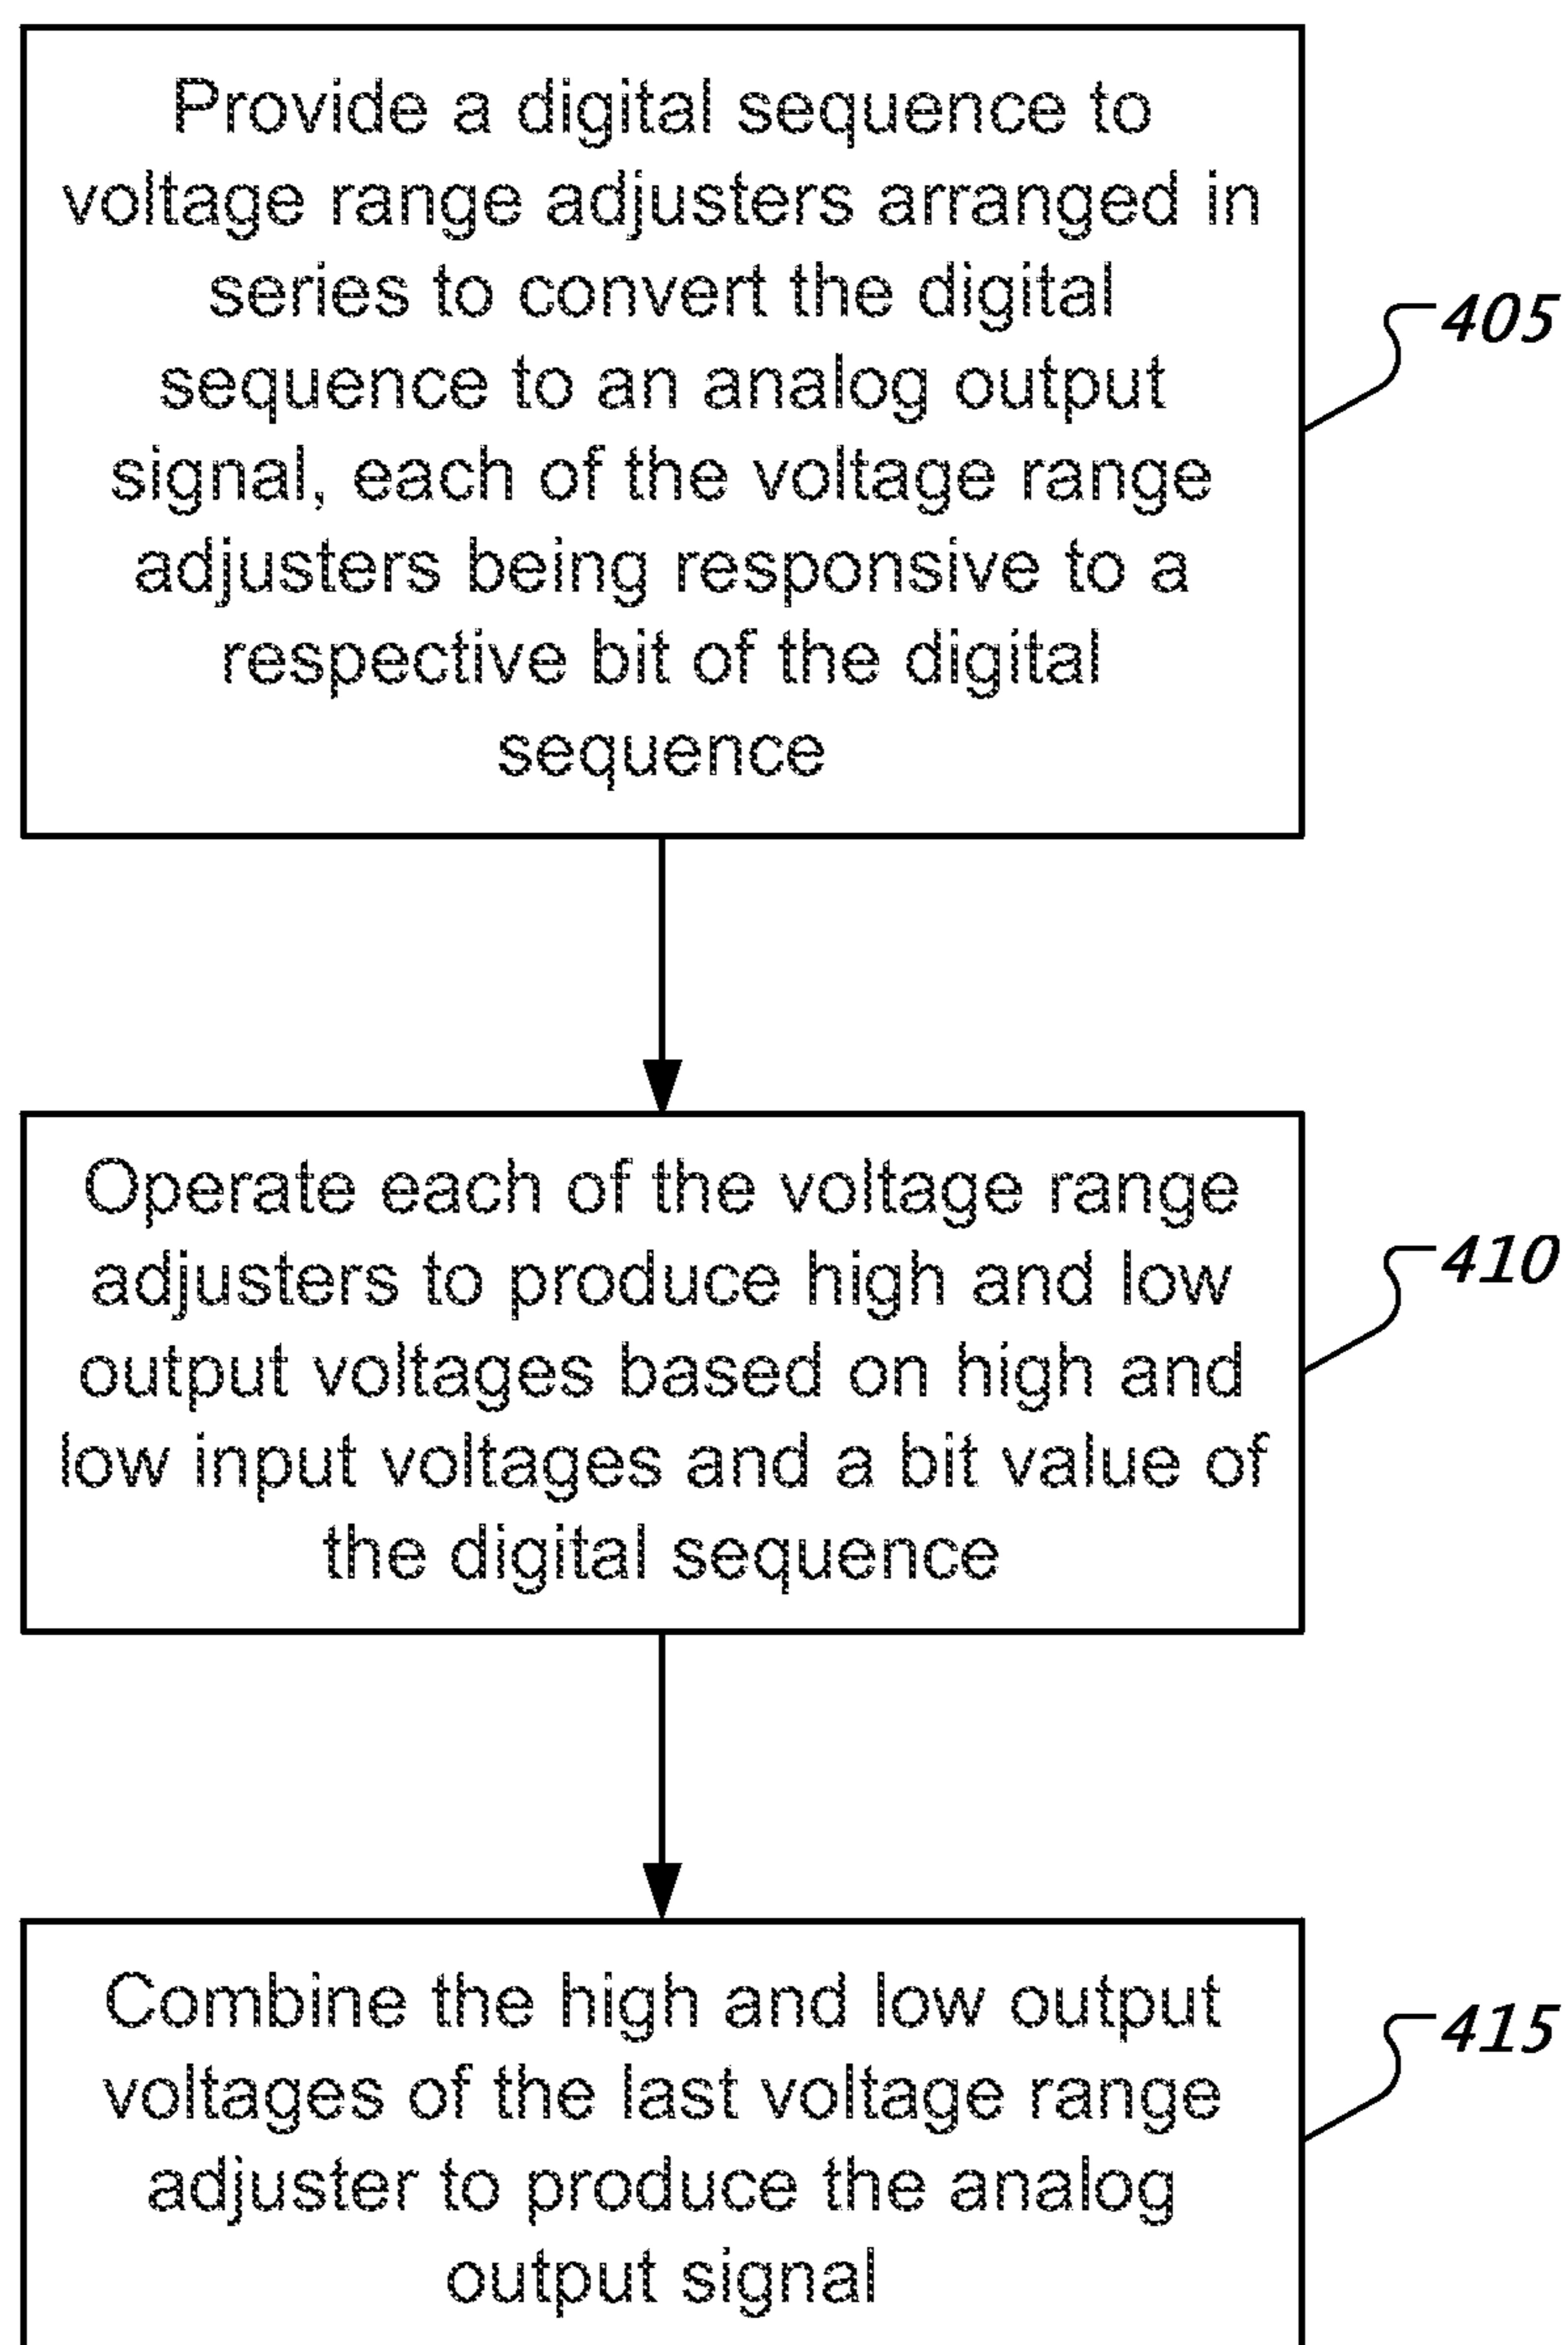 Provide a digital sequence to
voltage range adjusters arranged in
series to convert the digital
sequence to an analog output
signal, each of the voltage range
adjusters being responsive to a
respective bit of the digital
sequence
405
Operate each of the voltage range
adjusters to produce high and low
output voltages based on high and
low input voltages and a bit value of
the digital sequence
410
Combine the high and low output
voltages of the last voltage range
adjuster to produce the analog
output signal
415